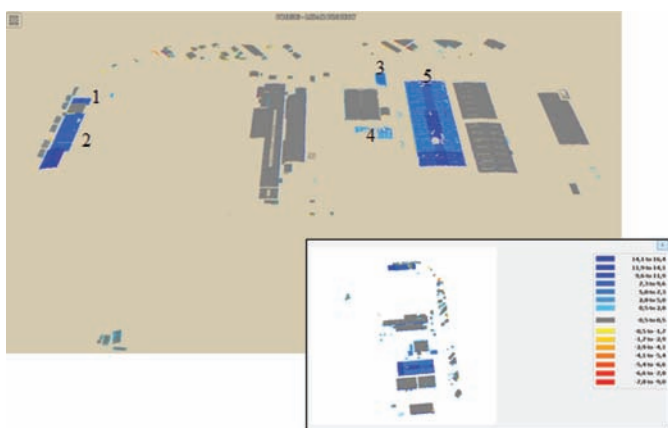 3
5
1
2
4
14,1 to 16,4
11,9 to 14,1
9,6 to 11,9
7,3 to 9,6
5,0 to 7,3
2,8 to 5,0
0,5 to 2,8
-0,5 to 0,5
-0,5 to -1,7
-1,7 to -2,9
-2,9 to -4,1
-4,1 to -5,4
-5,4 to -6,6
-6,6 to -7,8
-7,8 to -9,0